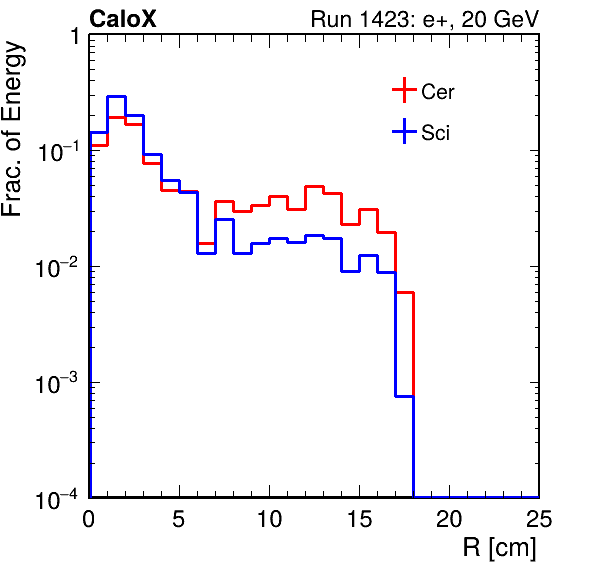 CaloX Run 1423: e+, 20 GeV
Frac. of Energy
1
10⁻¹
10⁻²
10⁻³
10⁻⁴
Cer
Sci
0 5 10 15 20 25
R [cm]